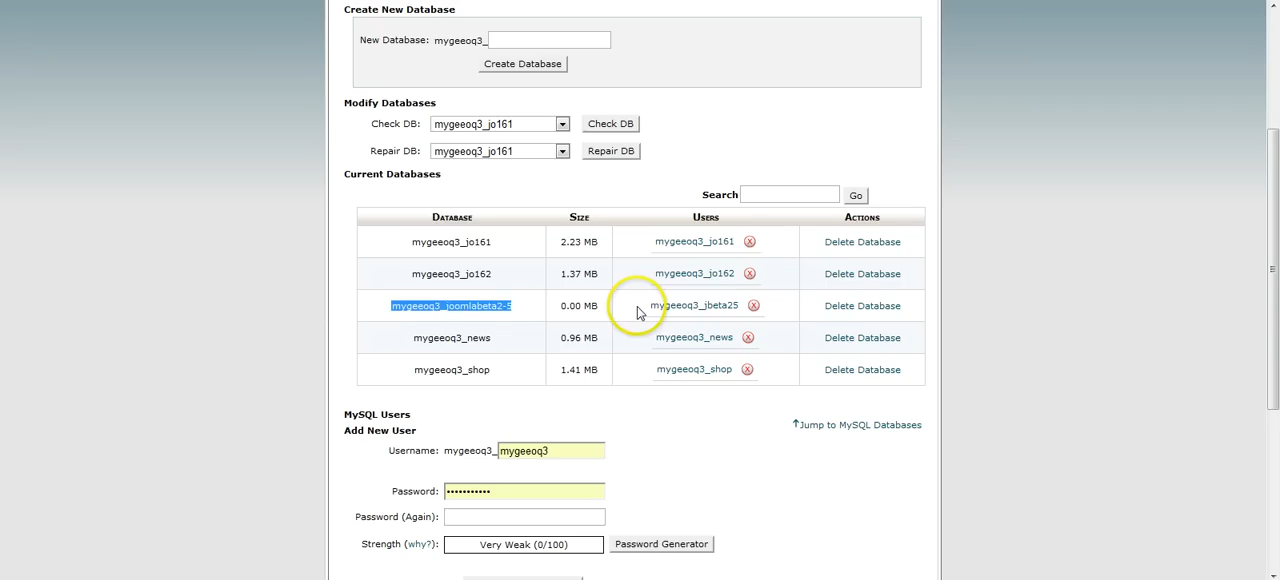 Create New Database
New Database: mygeeoq3_
Create Database
Modify Databases
Check DB: mygeeoq3_jo161 Check DB
Repair DB: mygeeoq3_jo161 Repair DB
Current Databases
Search Go
DATABASE SIZE USERS ACTIONS
mygeeoq3_jo161 2.23 MB mygeeoq3_jo161 Delete Database
mygeeoq3_jo162 1.37 MB mygeeoq3_jo162 Delete Database
mygeeoq3_joomlabeta2-5 0.00 MB mygeeoq3_jbeta25 Delete Database
mygeeoq3_news 0.96 MB mygeeoq3_news Delete Database
mygeeoq3_shop 1.41 MB mygeeoq3_shop Delete Database
MySQL Users
Jump to MySQL Databases
Add New User
Username: mygeeoq3_ mygeeoq3
Password: •••••••••••
Password (Again):
Strength (why?): Very Weak (0/100) Password Generator